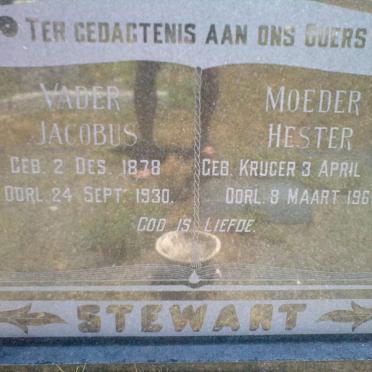 TER GEDAGTENIS AAN ONS OUERS
VADER
JACOBUS
GEB. 2 DES. 1878
OORL. 24 SEPT. 1930.
MOEDER
HESTER
GEB. KRUGER 3 APRIL
OORL. 8 MAART 196
GOD IS LIEFDE.
STEWART